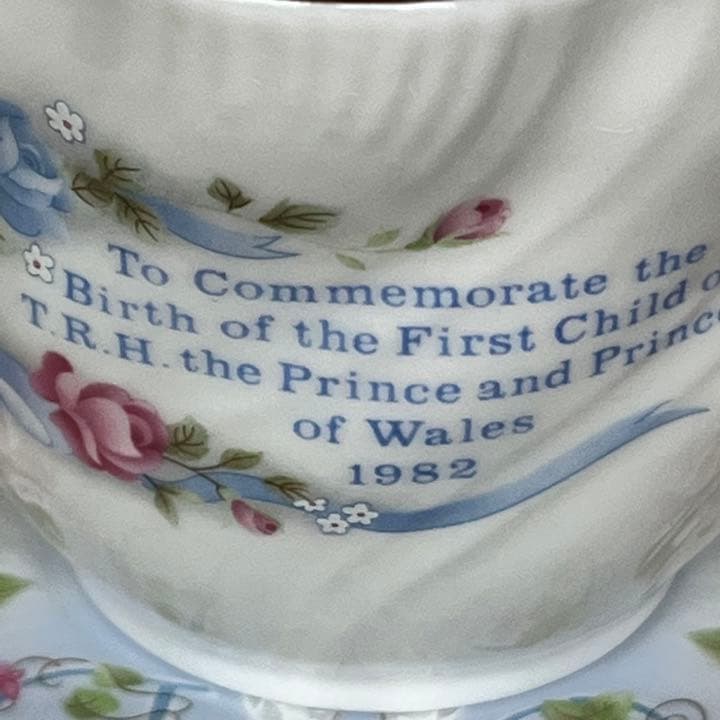 To Commemorate the
Birth of the First Child
T.R.H. the Prince and
of Wales
1982